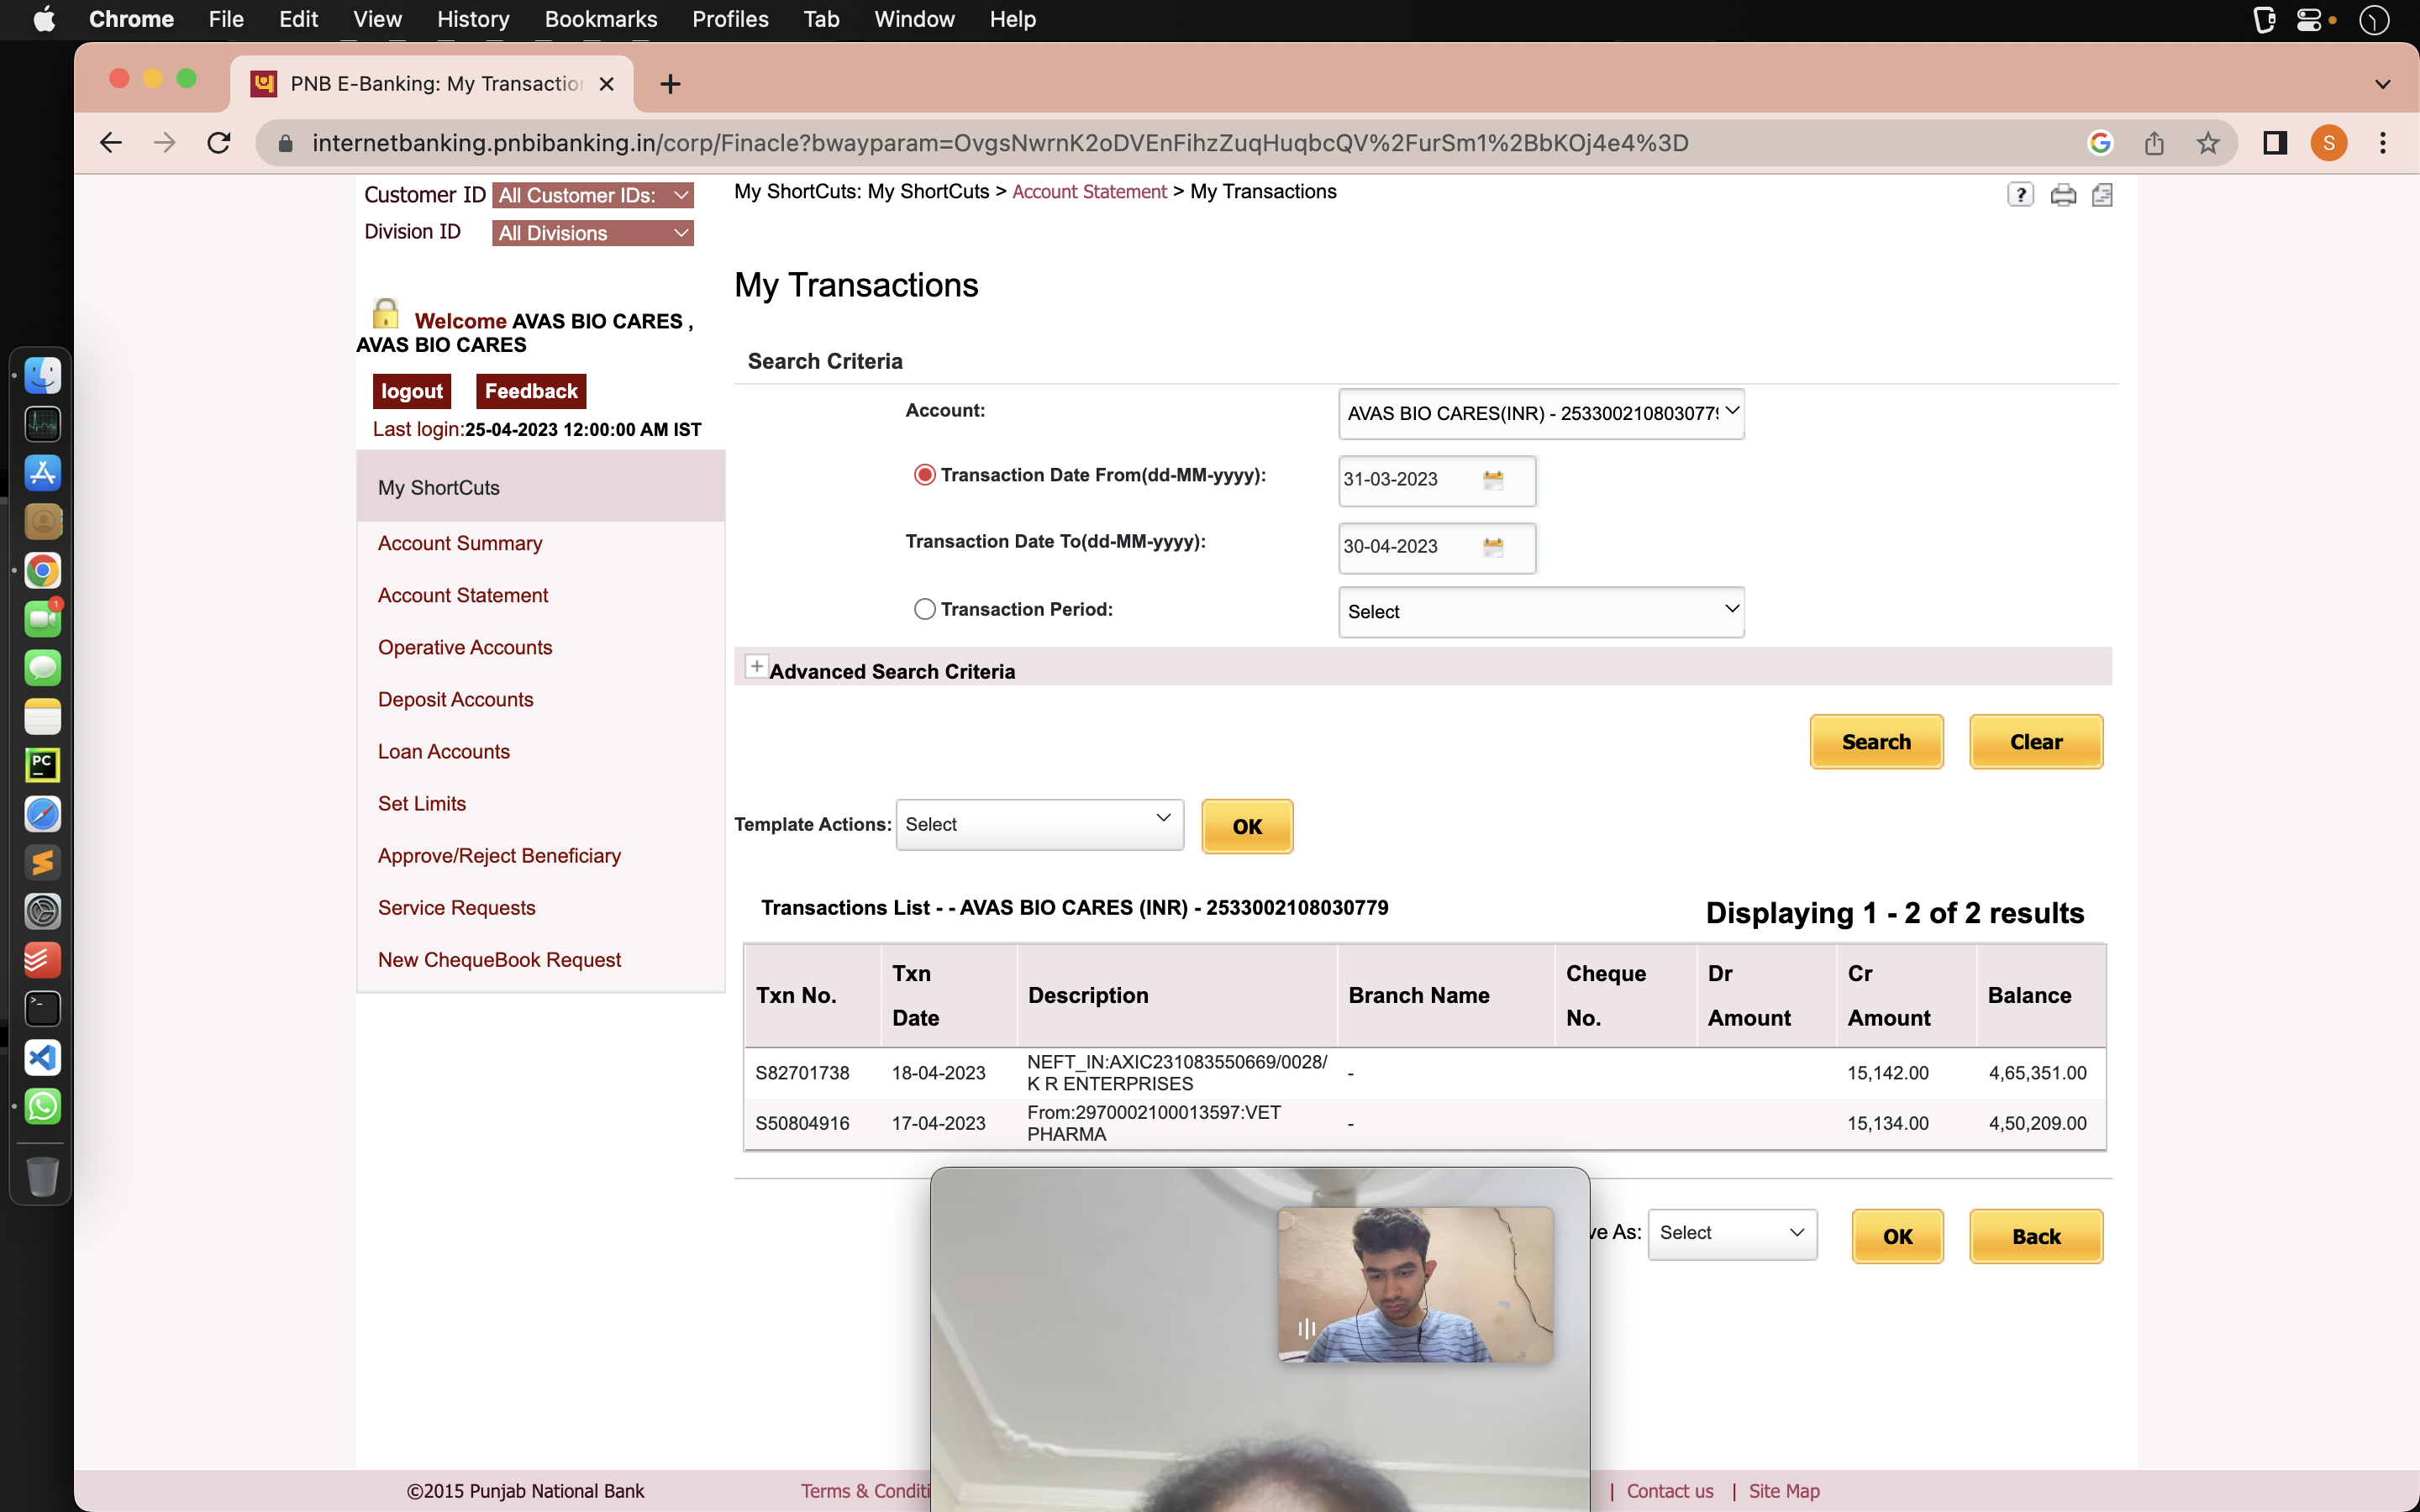 Chrome File Edit View History Bookmarks Profiles Tab Window Help
PNB E-Banking: My Transaction
internetbanking.pnbibanking.in/corp/Finacle?bwayparam=OvgsNwrnK2oDVEnFihzZuqHuqbcQV%2FurSm1%2BbKOj4e4%3D
S
Customer ID All Customer IDs:
Division ID All Divisions
My ShortCuts: My ShortCuts > Account Statement > My Transactions
?
Welcome AVAS BIO CARES ,
AVAS BIO CARES
logout Feedback
Last login:25-04-2023 12:00:00 AM IST
My ShortCuts
Account Summary
Account Statement
Operative Accounts
Deposit Accounts
Loan Accounts
Set Limits
Approve/Reject Beneficiary
Service Requests
New ChequeBook Request
1
PC
My Transactions
Search Criteria
Account: AVAS BIO CARES(INR) - 2533002108030779
Transaction Date From(dd-MM-yyyy): 31-03-2023
Transaction Date To(dd-MM-yyyy): 30-04-2023
Transaction Period: Select
Advanced Search Criteria
Search Clear
Template Actions: Select OK
Transactions List - - AVAS BIO CARES (INR) - 2533002108030779
Displaying 1 - 2 of 2 results
Txn No. Txn Date Description Branch Name Cheque No. Dr Amount Cr Amount Balance
S82701738 18-04-2023 NEFT_IN:AXIC231083550669/0028/ K R ENTERPRISES - 15,142.00 4,65,351.00
S50804916 17-04-2023 From:2970002100013597:VET PHARMA - 15,134.00 4,50,209.00
ve As: Select OK Back
©2015 Punjab National Bank Terms & Conditi | Contact us | Site Map